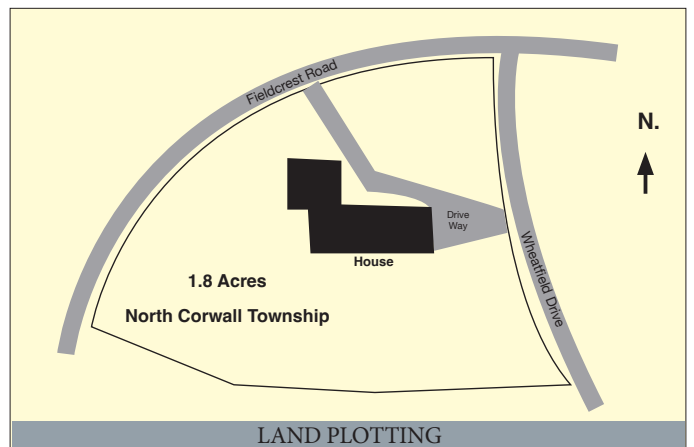 Fieldcrest Road
N.
Drive
Way
Wheatfield Drive
House
1.8 Acres
North Corwall Township
LAND PLOTTING